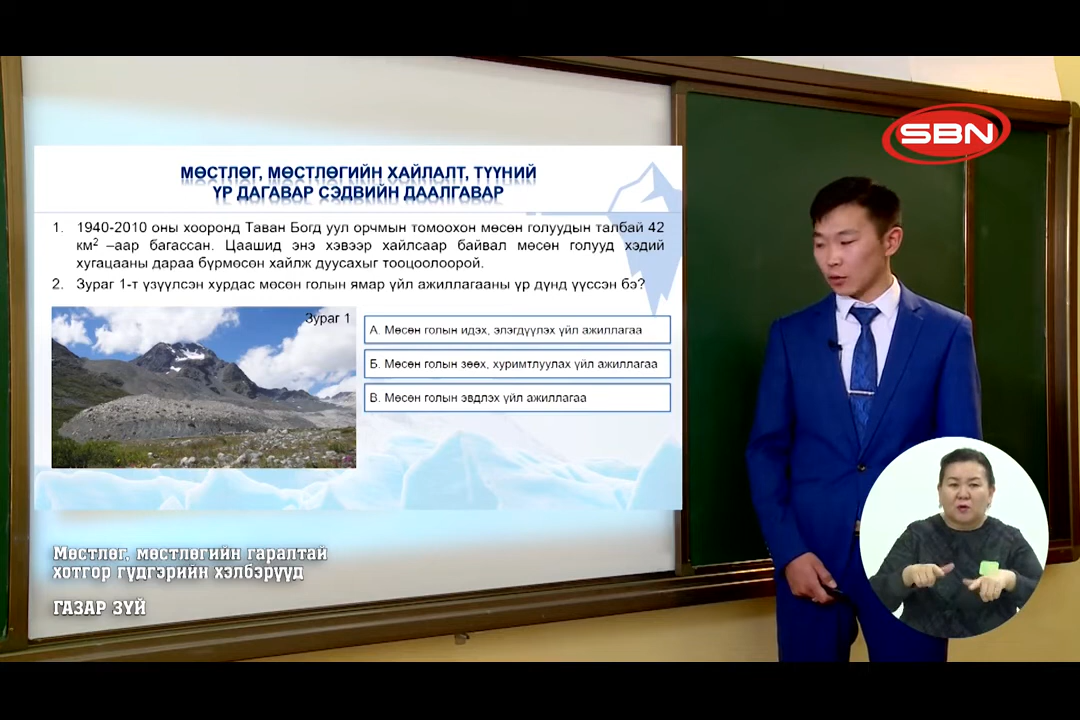 SBN
МӨСТЛӨГ, МӨСТЛӨГИЙН ХАЙЛАЛТ, ТҮҮНИЙ
ҮР ДАГАВАР СЭДВИЙН ДААЛГАВАР
1. 1940-2010 оны хооронд Таван Богд уул орчмын томоохон мөсөн голуудын талбай 42
км2 –аар багассан. Цаашид энэ хэвээр хайлсаар байвал мөсөн голууд хэдий
хугацааны дараа бүрмөсөн хайлж дуусахыг тооцоолоорой.
2. Зураг 1-т үзүүлсэн хурдас мөсөн голын ямар үйл ажиллагааны үр дүнд үүссэн бэ?
Зураг 1
А. Мөсөн голын идэх, элэгдүүлэх үйл ажиллагаа
Б. Мөсөн голын зөөх, хуримтлуулах үйл ажиллагаа
В. Мөсөн голын эвдлэх үйл ажиллагаа
Мөстлөг, мөстлөгийн гаралтай
хотгор гүдгэрийн хэлбэрүүд
ГАЗАР ЗҮЙ